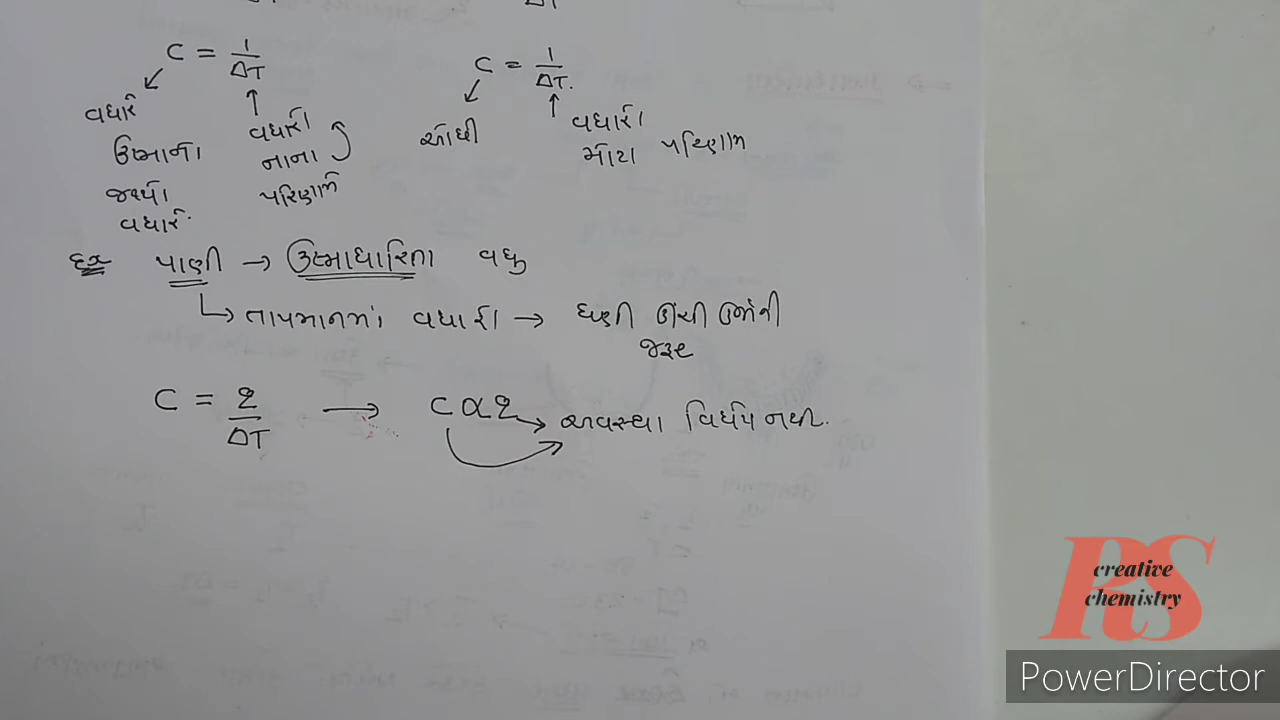 C = 1/ΔT
વધારે
ઉષ્માનો
જથ્થો
વધારે.
વધારો
નાના
પરિણામે
C = 1/ΔT.
ઓછી
વધારો
મોટા પરિણામ
દા.ત પાણી → ઉષ્માધારિતા વધુ
↳ તાપમાનમાં વધારો → ઘણી ઊંચી ઊર્જાની
જરૂર
C = q/ΔT → C α q → અવસ્થા વિધેય નથી.
RS
creative
chemistry
PowerDirector